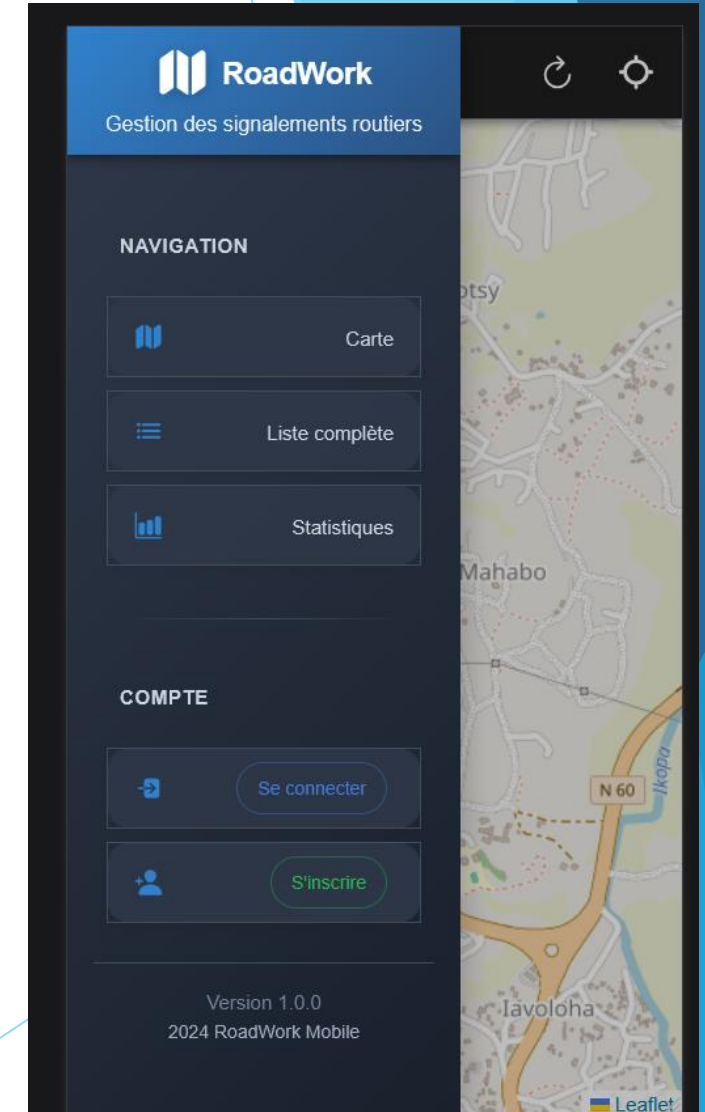 RoadWork
Gestion des signalements routiers
NAVIGATION
Carte
Liste complète
Statistiques
COMPTE
Se connecter
S'inscrire
Version 1.0.0
2024 RoadWork Mobile
otsy
Mahabo
Ikopa
N 60
Iavoloha
Leaflet